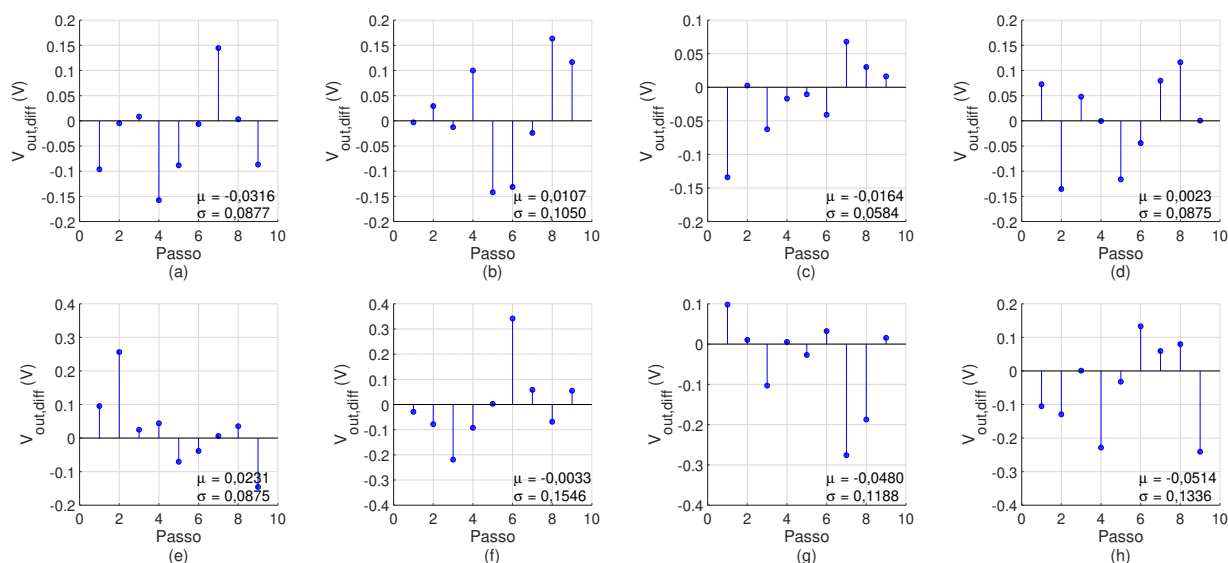 0.2
0.15
0.1
0.05
0
-0.05
-0.1
-0.15
-0.2
V_out,diff (V)
0 2 4 6 8 10
Passo
(a)
μ = -0,0316
σ = 0,0877
0.2
0.15
0.1
0.05
0
-0.05
-0.1
-0.15
-0.2
V_out,diff (V)
0 2 4 6 8 10
Passo
(b)
μ = 0,0107
σ = 0,1050
0.1
0.05
0
-0.05
-0.1
-0.15
-0.2
V_out,diff (V)
0 2 4 6 8 10
Passo
(c)
μ = -0,0164
σ = 0,0584
0.2
0.15
0.1
0.05
0
-0.05
-0.1
-0.15
-0.2
V_out,diff (V)
0 2 4 6 8 10
Passo
(d)
μ = 0,0023
σ = 0,0875
0.4
0.3
0.2
0.1
0
-0.1
-0.2
V_out,diff (V)
0 2 4 6 8 10
Passo
(e)
μ = 0,0231
σ = 0,0875
0.4
0.3
0.2
0.1
0
-0.1
-0.2
-0.3
-0.4
V_out,diff (V)
0 2 4 6 8 10
Passo
(f)
μ = -0,0033
σ = 0,1546
0.1
0
-0.1
-0.2
-0.3
-0.4
V_out,diff (V)
0 2 4 6 8 10
Passo
(g)
μ = -0,0480
σ = 0,1188
0.2
0.1
0
-0.1
-0.2
-0.3
-0.4
V_out,diff (V)
0 2 4 6 8 10
Passo
(h)
μ = -0,0514
σ = 0,1336